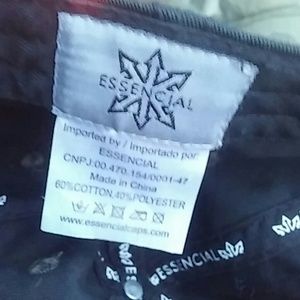 ESSENCIAL
Imported by / Importado por:
ESSENCIAL
CNPJ:00.470.154/0001-47
Made in China
60%COTTON, 40%POLYESTER
www.essencialcaps.com
ESSENCIAL